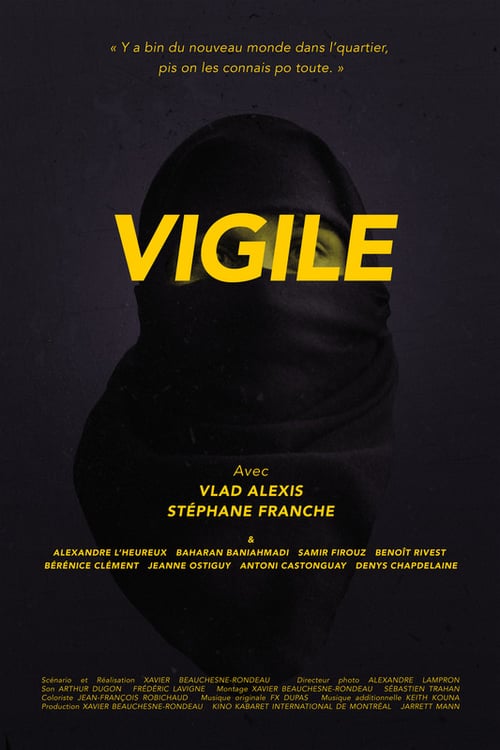 « Y a bin du nouveau monde dans l'quartier,
pis on les connais po toute. »
VIGILE
Avec
VLAD ALEXIS
STÉPHANE FRANCHE
&
ALEXANDRE L'HEUREUX BAHARAN BANIAHMADI SAMIR FIROUZ BENOÎT RIVEST
BÉRÉNICE CLÉMENT JEANNE OSTIGUY ANTONI CASTONGUAY DENYS CHAPDELAINE
Scénario et Réalisation XAVIER BEAUCHESNE-RONDEAU Directeur photo ALEXANDRE LAMPRON
Son ARTHUR DUGON FRÉDÉRIC LAVIGNE Montage XAVIER BEAUCHESNE-RONDEAU SÉBASTIEN TRAHAN
Coloriste JEAN-FRANÇOIS ROBICHAUD Musique originale FX DUPAS Musique additionnelle KEITH KOUNA
Production XAVIER BEAUCHESNE-RONDEAU KINO KABARET INTERNATIONAL DE MONTRÉAL JARRETT MANN